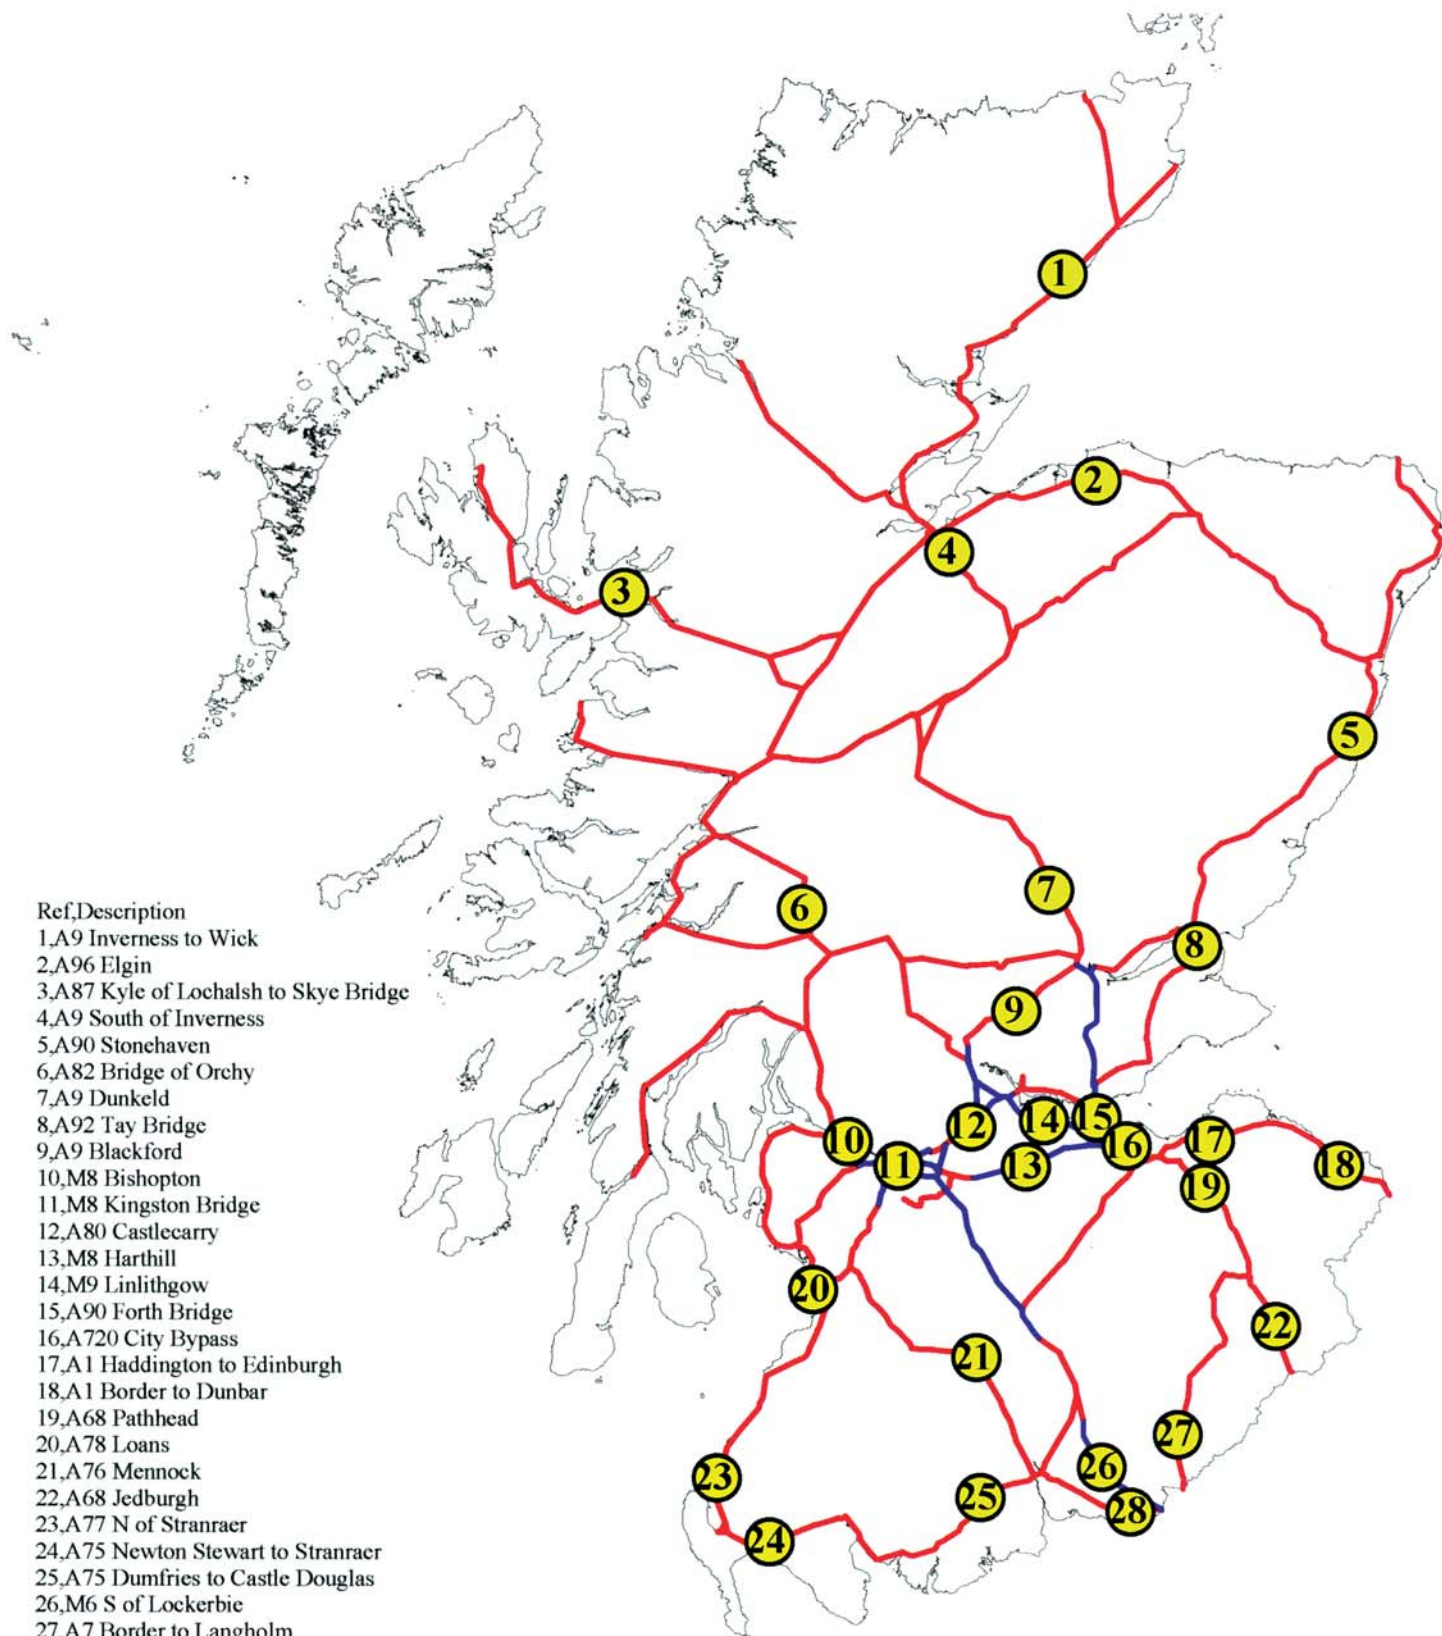 1
2
4
3
5
7
6
8
9
Ref,Description
1,A9 Inverness to Wick
2,A96 Elgin
3,A87 Kyle of Lochalsh to Skye Bridge
4,A9 South of Inverness
5,A90 Stonehaven
6,A82 Bridge of Orchy
7,A9 Dunkeld
8,A92 Tay Bridge
9,A9 Blackford
10,M8 Bishopton
11,M8 Kingston Bridge
12,A80 Castlecarry
13,M8 Harthill
14,M9 Linlithgow
15,A90 Forth Bridge
16,A720 City Bypass
17,A1 Haddington to Edinburgh
18,A1 Border to Dunbar
19,A68 Pathhead
20,A78 Loans
21,A76 Mennock
22,A68 Jedburgh
23,A77 N of Stranraer
24,A75 Newton Stewart to Stranraer
25,A75 Dumfries to Castle Douglas
26,M6 S of Lockerbie
27,A7 Border to Langholm
10
11
12
14
15
13
16
17
18
19
20
21
22
27
23
26
25
28
24